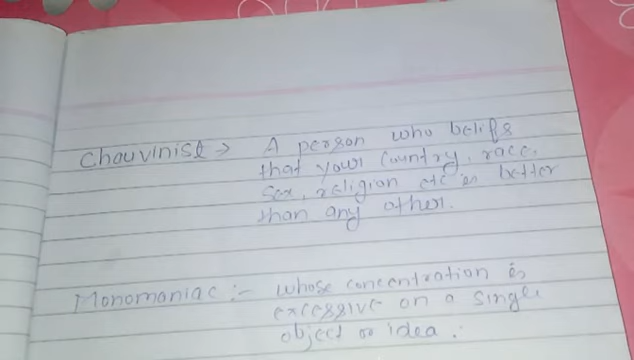 Chauvinist → A person who belifs
that your country, race,
sex, religion etc is better
than any other.
Monomaniac :- whose concentration is
excessive on a single
object or idea.